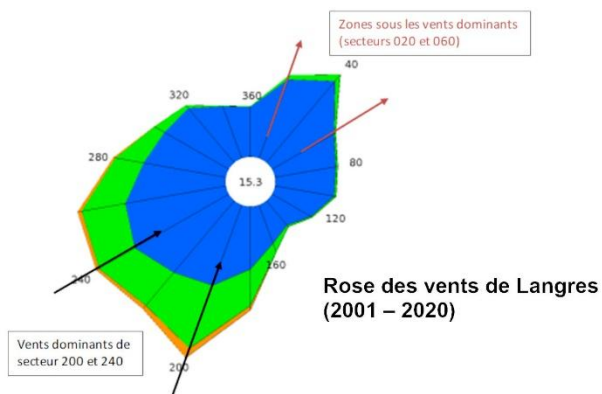 Zones sous les vents dominants
(secteurs 020 et 060)
40
320
360
280
80
15.3
120
160
240
Rose des vents de Langres
(2001 – 2020)
Vents dominants de
secteur 200 et 240
200